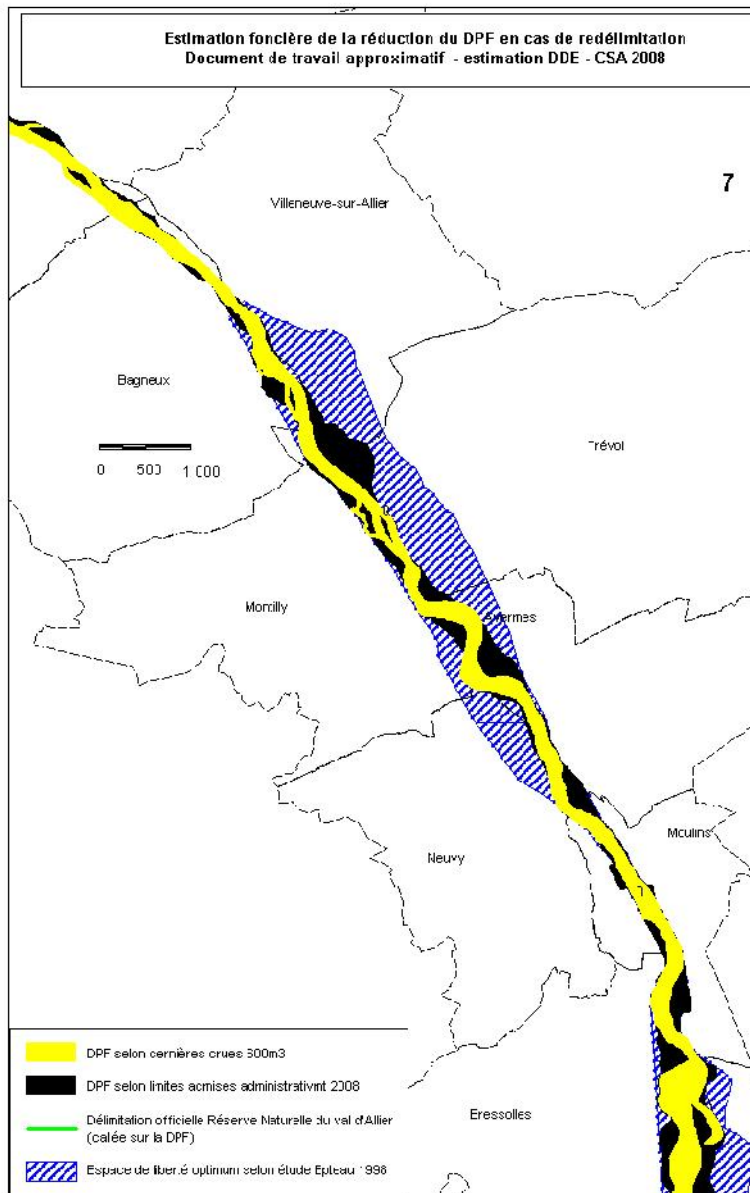 Estimation foncière de la réduction du DPF en cas de redélimitation
Document de travail approximatif - estimation DDE - CSA 2008
7
Villeneuve-sur-Allier
Bagneux
Trévol
0 500 1 000
Montilly
Avermes
Moulins
Neuvy
DPF selon dernières crues 600m3
DPF selon limites admises administrativmt 2008
Délimitation officielle Réserve Naturelle du val d'Allier
(calée sur la DPF)
Bressolles
Espace de liberté optimum selon étude Epteau 1998